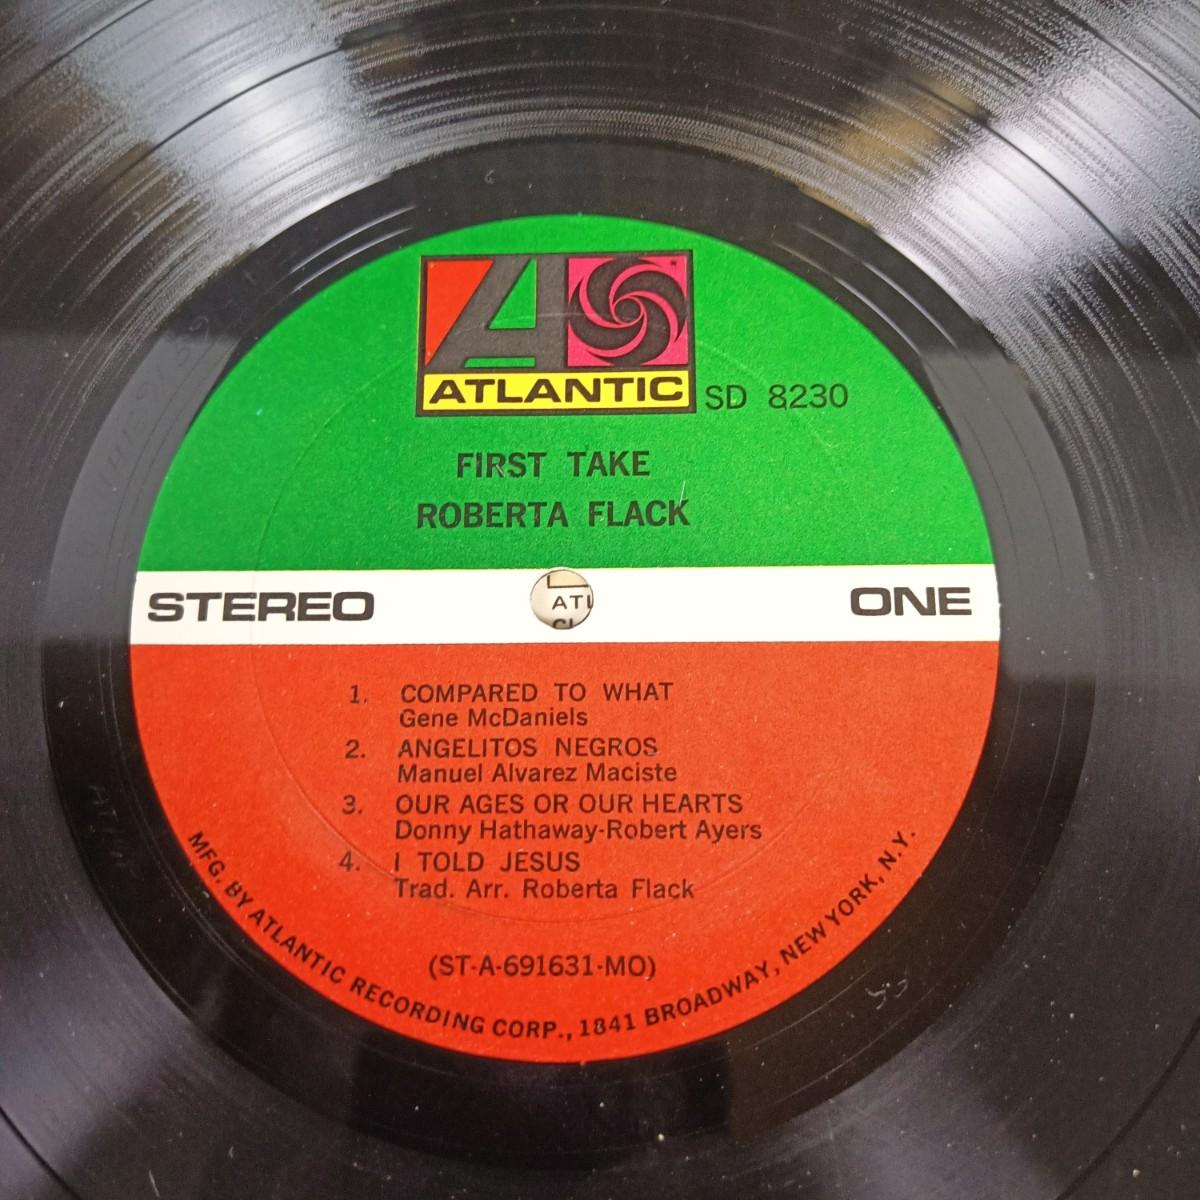 ATLANTIC
SD 8230
FIRST TAKE
ROBERTA FLACK
STEREO
ATL
ONE
1. COMPARED TO WHAT
Gene McDaniels
2. ANGELITOS NEGROS
Manuel Alvarez Maciste
3. OUR AGES OR OUR HEARTS
Donny Hathaway-Robert Ayers
4. I TOLD JESUS
Trad. Arr. Roberta Flack
(ST-A-691631-MO)
MFG. BY ATLANTIC RECORDING CORP., 1841 BROADWAY, NEW YORK, N.Y.